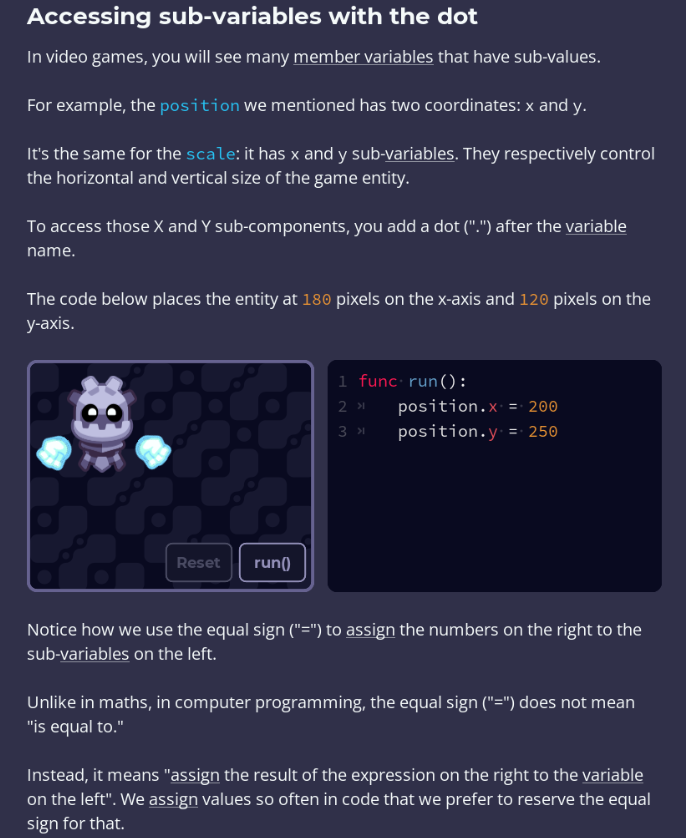 Accessing sub-variables with the dot
In video games, you will see many member variables that have sub-values.
For example, the position we mentioned has two coordinates: x and y.
It's the same for the scale: it has x and y sub-variables. They respectively control
the horizontal and vertical size of the game entity.
To access those X and Y sub-components, you add a dot (".") after the variable
name.
The code below places the entity at 180 pixels on the x-axis and 120 pixels on the
y-axis.
Reset run()
1 func run():
2 position.x = 200
3 position.y = 250
Notice how we use the equal sign ("=") to assign the numbers on the right to the
sub-variables on the left.
Unlike in maths, in computer programming, the equal sign ("=") does not mean
"is equal to."
Instead, it means "assign the result of the expression on the right to the variable
on the left". We assign values so often in code that we prefer to reserve the equal
sign for that.